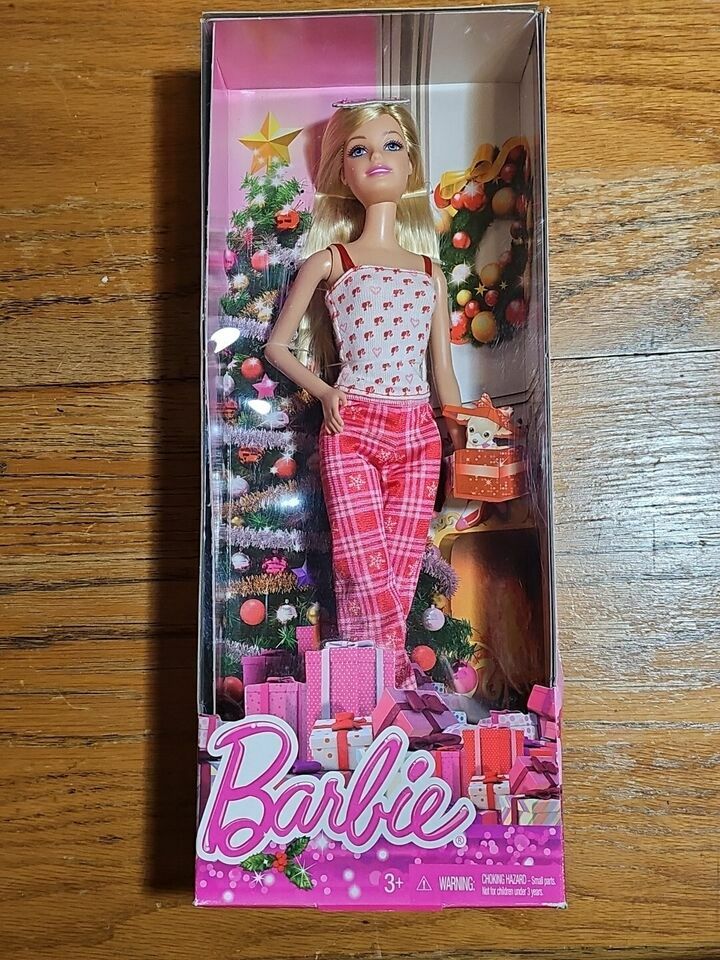 Barbie®
3+ ⚠ WARNING: CHOKING HAZARD - Small parts.
Not for children under 3 years.